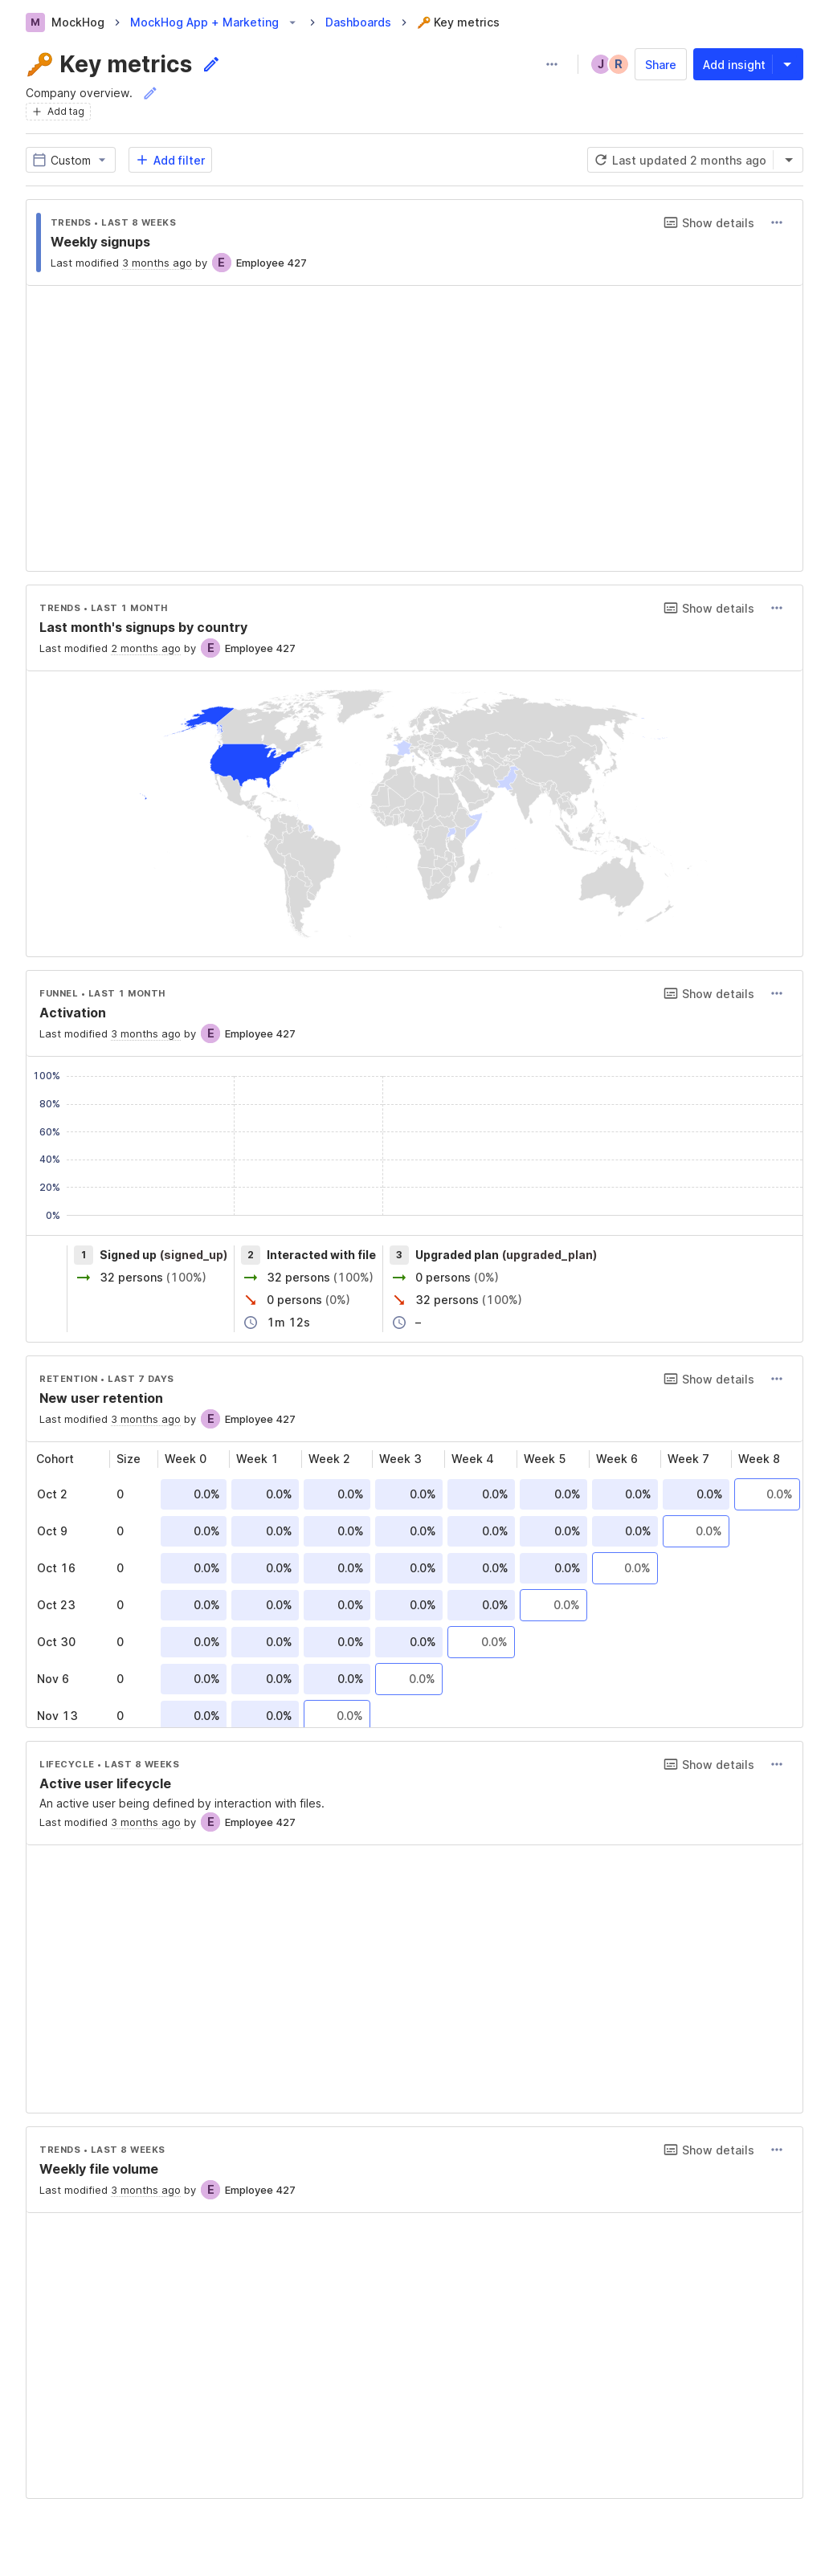 M MockHog > MockHog App + Marketing > Dashboards > 🔑 Key metrics
🔑 Key metrics
J R Share Add insight
Company overview.
+ Add tag
Custom + Add filter Last updated 2 months ago
TRENDS • LAST 8 WEEKS Show details
Weekly signups
Last modified 3 months ago by E Employee 427
TRENDS • LAST 1 MONTH Show details
Last month's signups by country
Last modified 2 months ago by E Employee 427
FUNNEL • LAST 1 MONTH Show details
Activation
Last modified 3 months ago by E Employee 427
100%
80%
60%
40%
20%
0%
1 Signed up (signed_up) 2 Interacted with file 3 Upgraded plan (upgraded_plan)
32 persons (100%) 32 persons (100%) 0 persons (0%)
0 persons (0%) 32 persons (100%)
1m 12s –
RETENTION • LAST 7 DAYS Show details
New user retention
Last modified 3 months ago by E Employee 427
Cohort Size Week 0 Week 1 Week 2 Week 3 Week 4 Week 5 Week 6 Week 7 Week 8
Oct 2 0 0.0% 0.0% 0.0% 0.0% 0.0% 0.0% 0.0% 0.0% 0.0%
Oct 9 0 0.0% 0.0% 0.0% 0.0% 0.0% 0.0% 0.0% 0.0%
Oct 16 0 0.0% 0.0% 0.0% 0.0% 0.0% 0.0% 0.0%
Oct 23 0 0.0% 0.0% 0.0% 0.0% 0.0% 0.0%
Oct 30 0 0.0% 0.0% 0.0% 0.0% 0.0%
Nov 6 0 0.0% 0.0% 0.0% 0.0%
Nov 13 0 0.0% 0.0% 0.0%
LIFECYCLE • LAST 8 WEEKS Show details
Active user lifecycle
An active user being defined by interaction with files.
Last modified 3 months ago by E Employee 427
TRENDS • LAST 8 WEEKS Show details
Weekly file volume
Last modified 3 months ago by E Employee 427